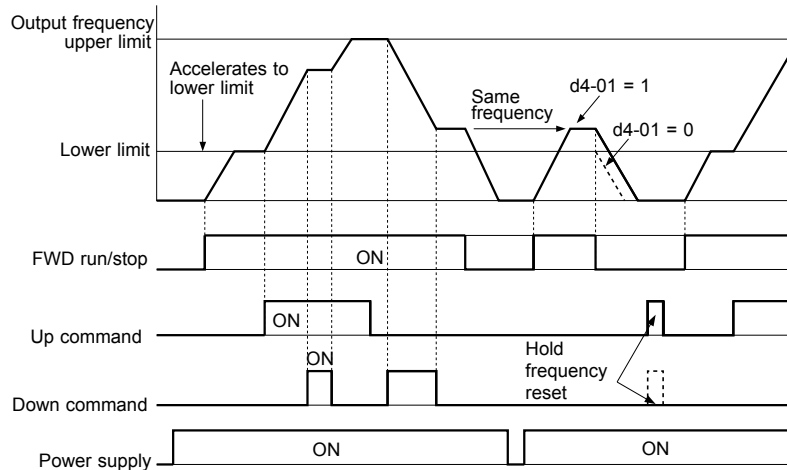 Output frequency
upper limit
Accelerates to
lower limit
Same
frequency
d4-01 = 1
d4-01 = 0
Lower limit
FWD run/stop
ON
Up command
ON
ON
Hold
frequency
reset
Down command
Power supply
ON
ON